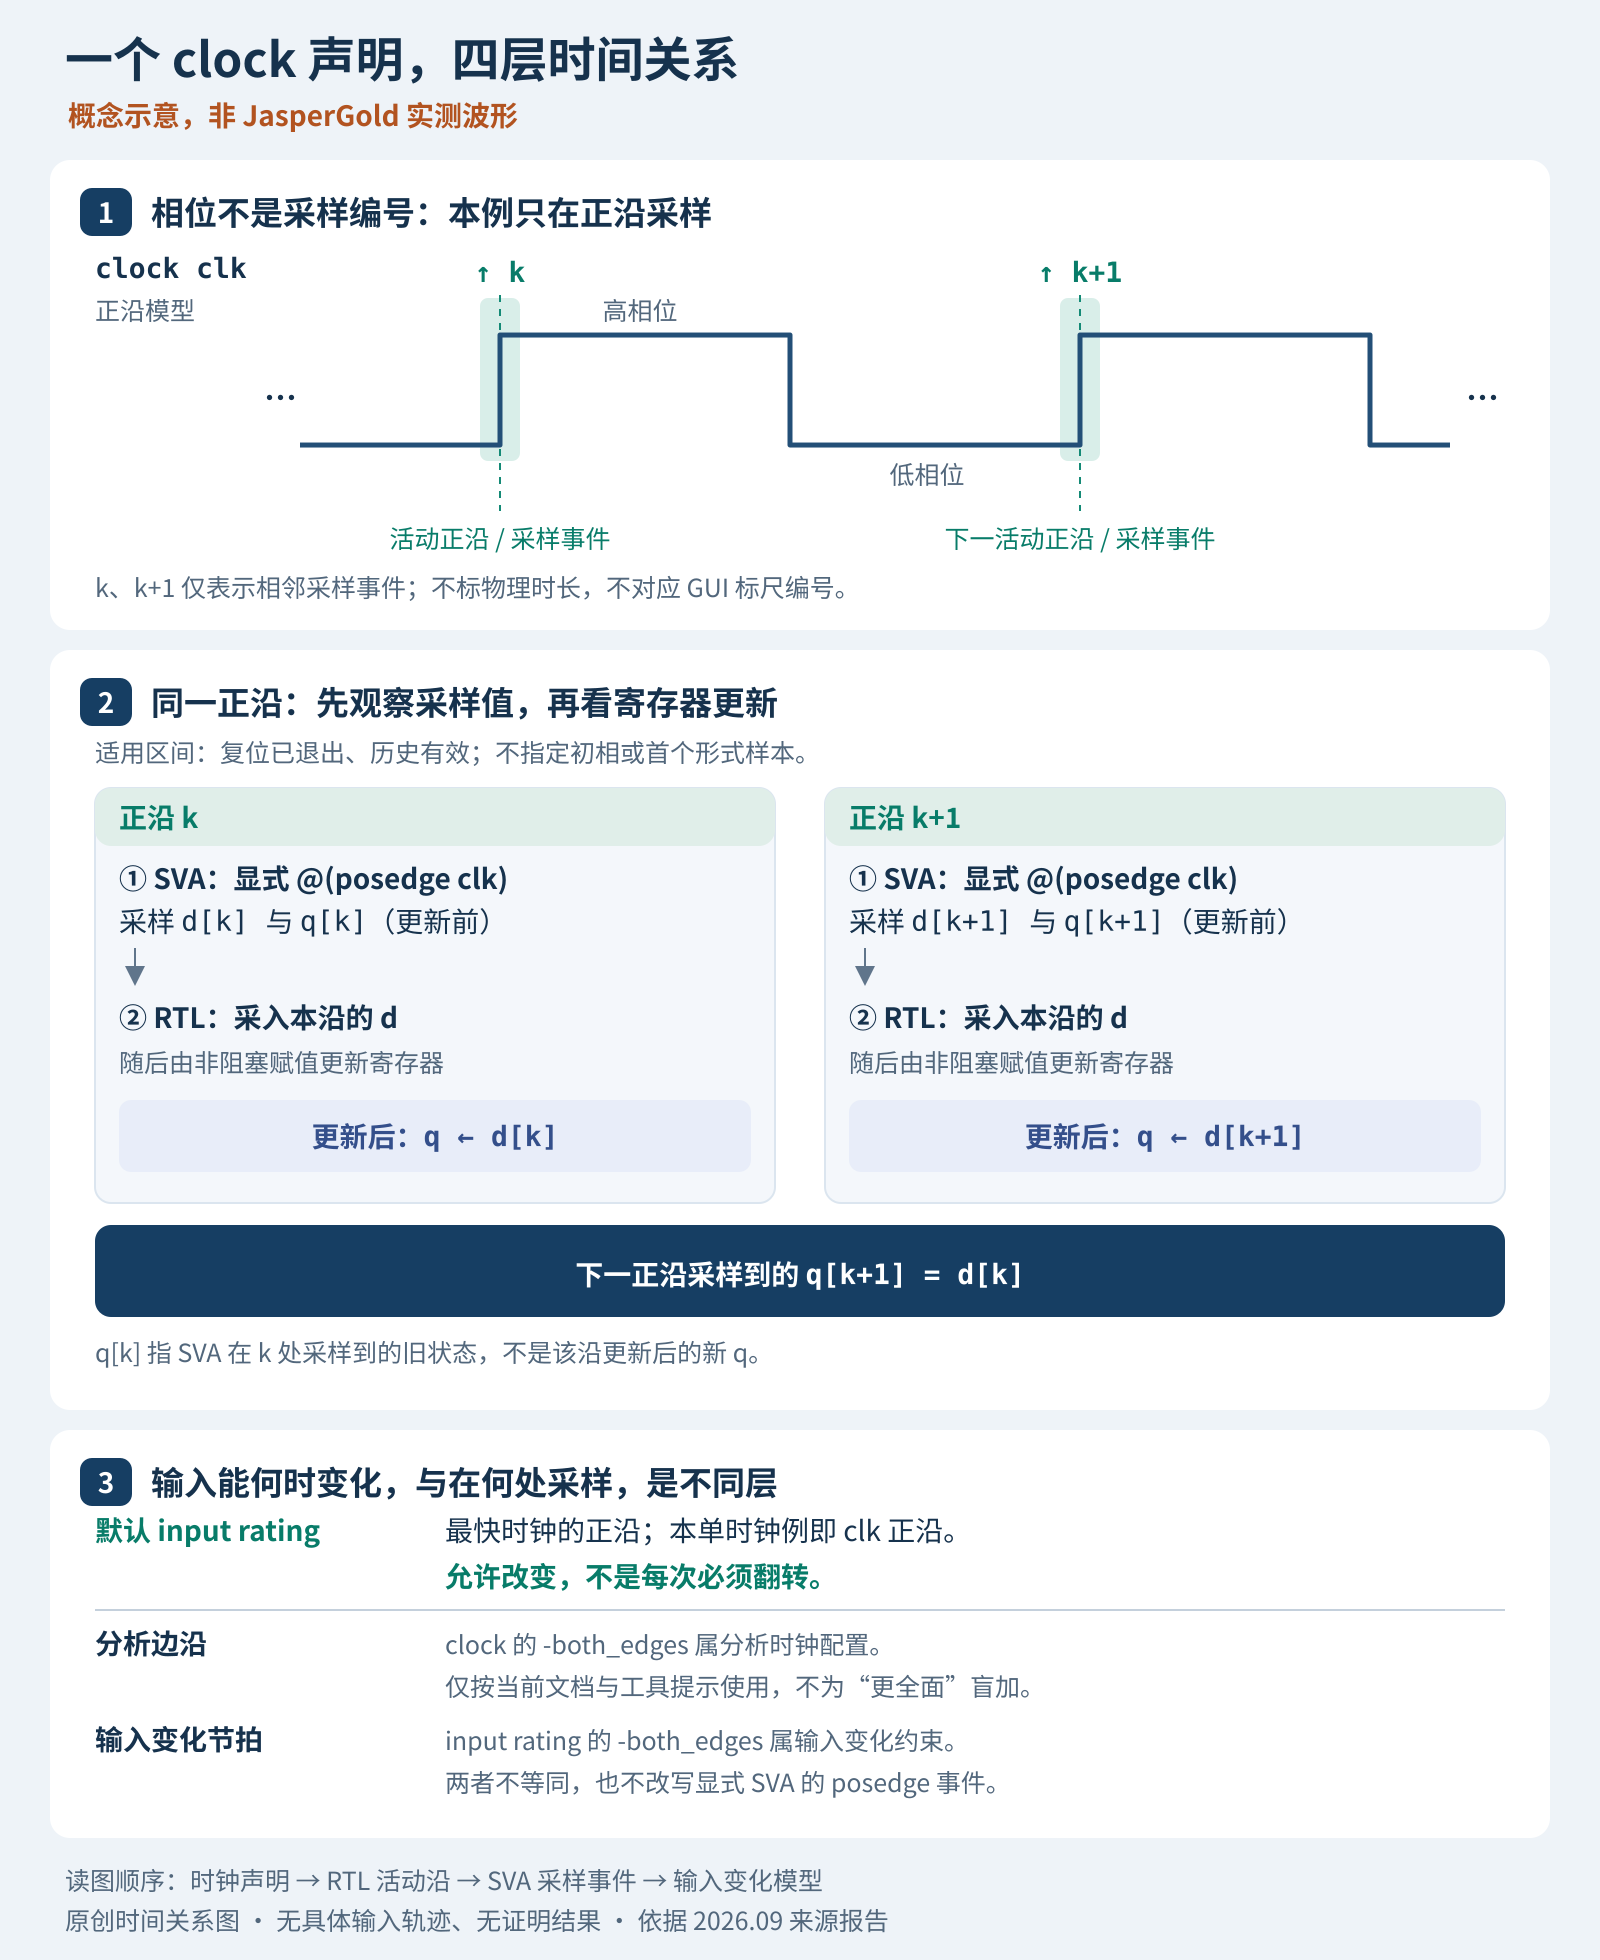 一个 clock 声明，四层时间关系
概念示意，非 JasperGold 实测波形
1 相位不是采样编号：本例只在正沿采样
clock clk
正沿模型
↑ k
高相位
↑ k+1
...
...
低相位
活动正沿 / 采样事件
下一活动正沿 / 采样事件
k、k+1 仅表示相邻采样事件；不标物理时长，不对应 GUI 标尺编号。
2 同一正沿：先观察采样值，再看寄存器更新
适用区间：复位已退出、历史有效；不指定初相或首个形式样本。
正沿 k
① SVA：显式 @(posedge clk)
采样 d[k] 与 q[k]（更新前）
② RTL：采入本沿的 d
随后由非阻塞赋值更新寄存器
更新后：q ← d[k]
正沿 k+1
① SVA：显式 @(posedge clk)
采样 d[k+1] 与 q[k+1]（更新前）
② RTL：采入本沿的 d
随后由非阻塞赋值更新寄存器
更新后：q ← d[k+1]
下一正沿采样到的 q[k+1] = d[k]
q[k] 指 SVA 在 k 处采样到的旧状态，不是该沿更新后的新 q。
3 输入能何时变化，与在何处采样，是不同层
默认 input rating
最快时钟的正沿；本单时钟例即 clk 正沿。
允许改变，不是每次必须翻转。
分析边沿
clock 的 -both_edges 属分析时钟配置。
仅按当前文档与工具提示使用，不为“更全面”盲加。
输入变化节拍
input rating 的 -both_edges 属输入变化约束。
两者不等同，也不改写显式 SVA 的 posedge 事件。
读图顺序：时钟声明 → RTL 活动沿 → SVA 采样事件 → 输入变化模型
原创时间关系图 • 无具体输入轨迹、无证明结果 • 依据 2026.09 来源报告